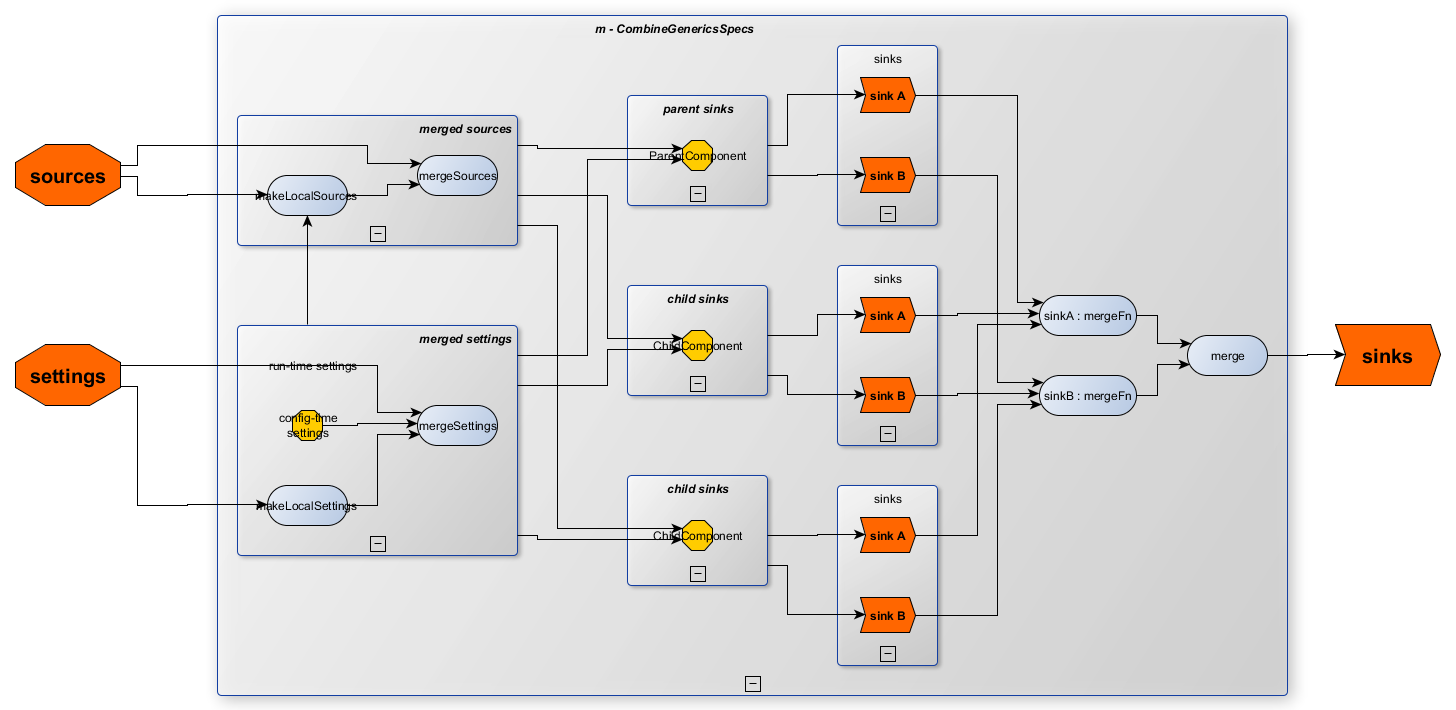 m - CombineGenericsSpecs
sources
merged sources
makeLocalSources
mergeSources
settings
merged settings
run-time settings
config-time
settings
mergeSettings
makeLocalSettings
parent sinks
ParentComponent
child sinks
ChildComponent
child sinks
ChildComponent
sinks
sink A
sink B
sinks
sink A
sink B
sinks
sink A
sink B
sinkA : mergeFn
sinkB : mergeFn
merge
sinks